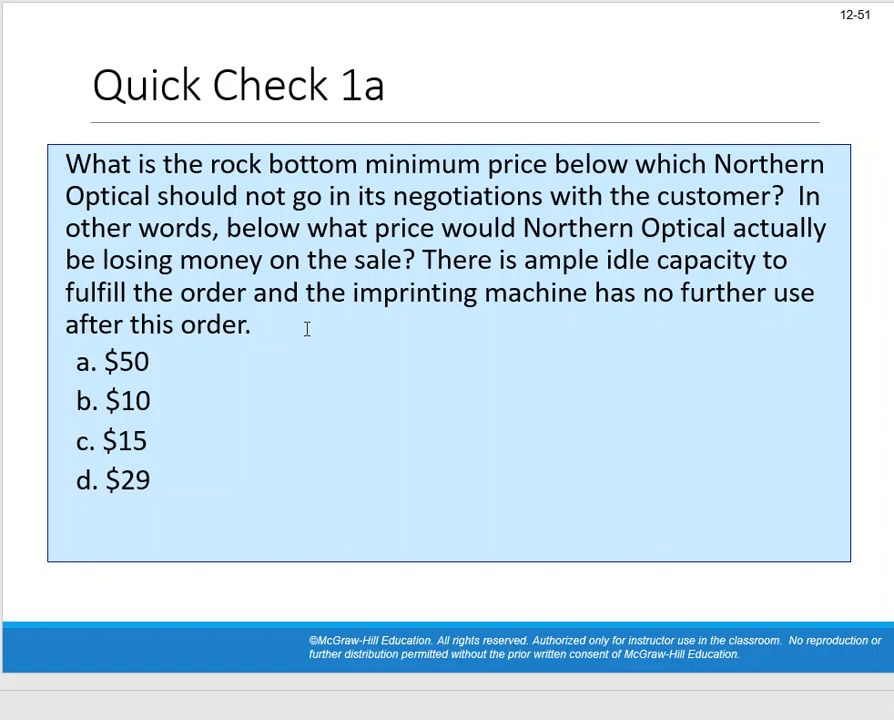 12-51
Quick Check 1a
What is the rock bottom minimum price below which Northern
Optical should not go in its negotiations with the customer?  In
other words, below what price would Northern Optical actually
be losing money on the sale? There is ample idle capacity to
fulfill the order and the imprinting machine has no further use
after this order.
a. $50
b. $10
c. $15
d. $29
©McGraw-Hill Education. All rights reserved. Authorized only for instructor use in the classroom.  No reproduction or
further distribution permitted without the prior written consent of McGraw-Hill Education.